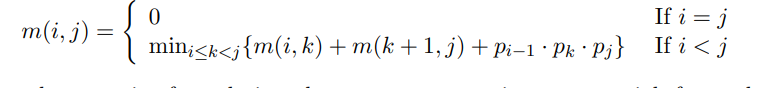 m(i, j) = { 0 If i = j
min_{i≤k<j}{m(i, k) + m(k + 1, j) + p_{i−1} · p_k · p_j} If i < j